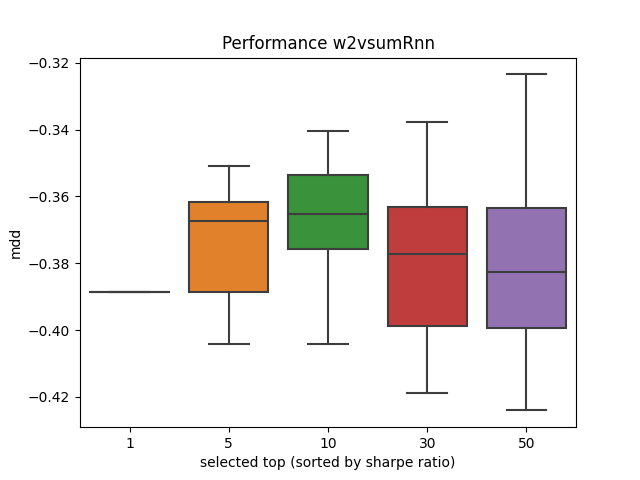 Performance w2vsumRnn
−0.32
−0.34
−0.36
−0.38
−0.40
−0.42
mdd
1 5 10 30 50
selected top (sorted by sharpe ratio)